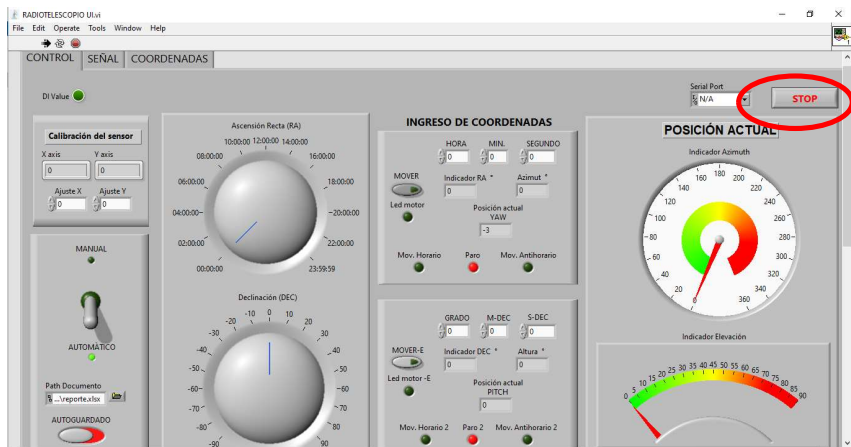 RADIOTELESCOPIO UI.vi
File Edit Operate Tools Window Help
CONTROL SEÑAL COORDENADAS
DI Value
Serial Port
N/A
STOP
Calibración del sensor
X axis Y axis
0 0
Ajuste X Ajuste Y
0 0
MANUAL
AUTOMÁTICO
Path Documento
...\reporte.xlsx
AUTOGUARDADO
Ascensión Recta (RA)
00:00:00 02:00:00 04:00:00 06:00:00 08:00:00 10:00:00 12:00:00 14:00:00 16:00:00 18:00:00 20:00:00 22:00:00 23:59:59
Declinación (DEC)
-90 -80 -70 -60 -50 -40 -30 -20 -10 0 10 20 30 40 50 60 70 80 90
INGRESO DE COORDENADAS
HORA MIN. SEGUNDO
0 0 0
MOVER
Indicador RA ° Azimut °
0 0
Led motor
Posición actual
YAW
-3
Mov. Horario Paro Mov. Antihorario
GRADO M-DEC S-DEC
0 0 0
MOVER-E
Indicador DEC ° Altura °
0 0
Led motor -E
Posición actual
PITCH
0
Mov. Horario 2 Paro 2 Mov. Antihorario 2
POSICIÓN ACTUAL
Indicador Azimuth
0 20 40 60 80 100 120 140 160 180 200 220 240 260 280 300 320 340 360
Indicador Elevación
0 5 10 15 20 25 30 35 40 45 50 55 60 65 70 75 80 85 90